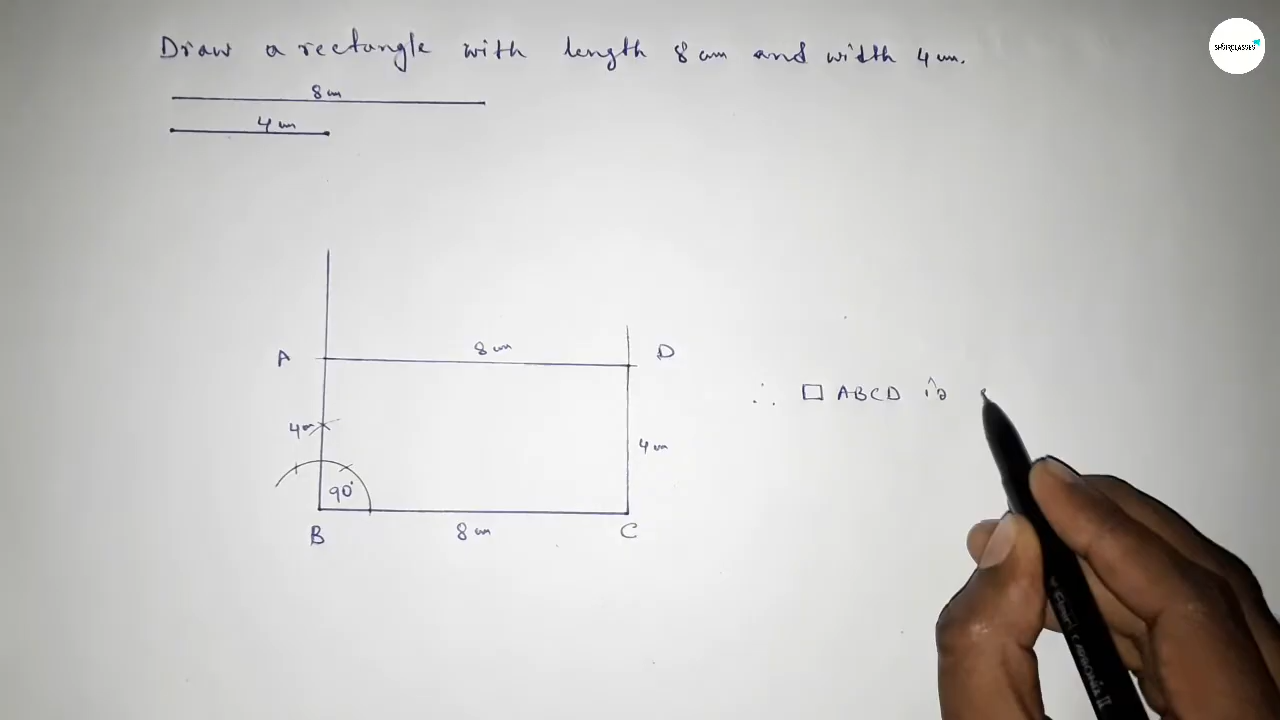 Draw a rectangle with length 8 cm and width 4 cm.
8 cm
4 cm
A
8 cm
D
4 cm
4 cm
90°
B
8 cm
C
∴ □ ABCD is